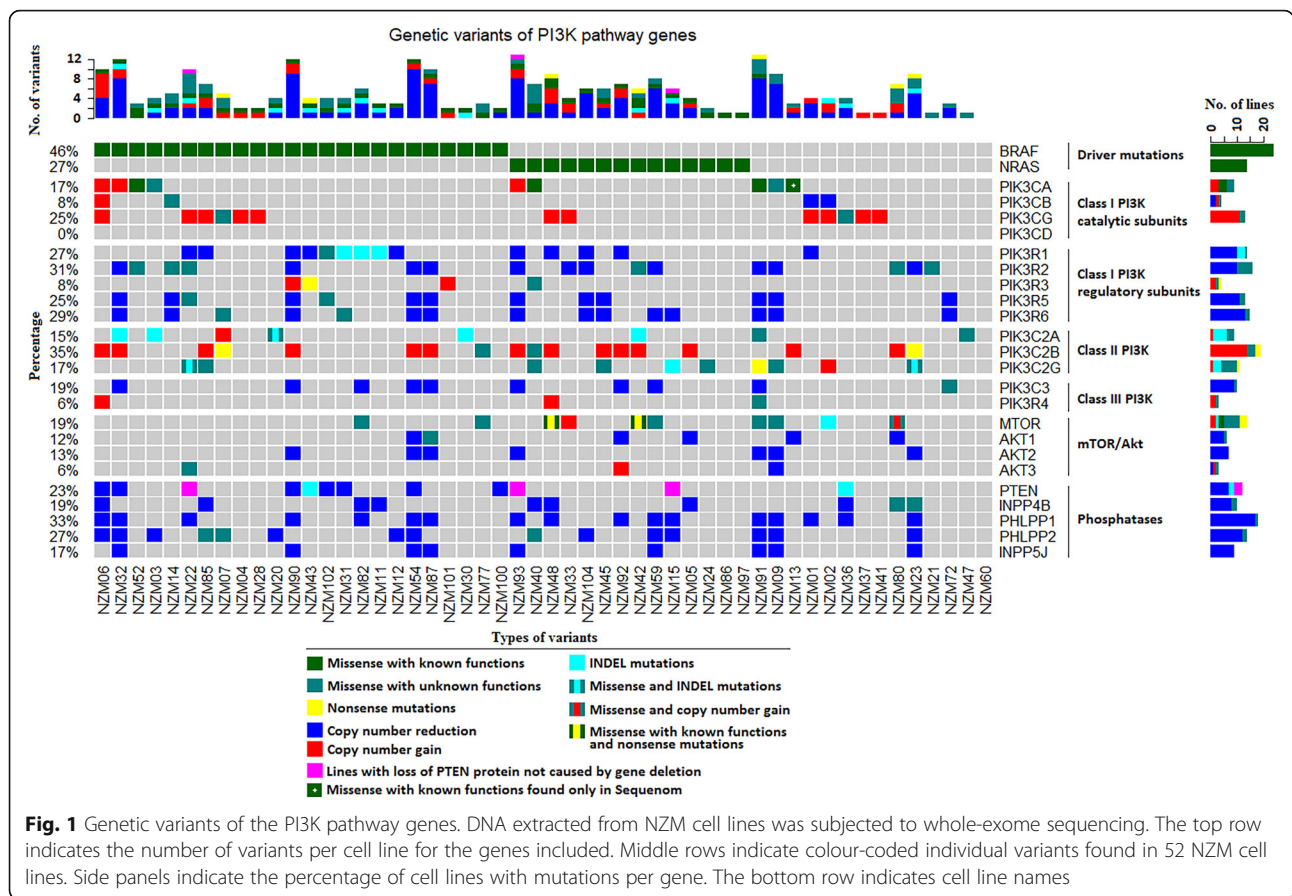 Genetic variants of PI3K pathway genes
No. of variants
12
8
4
0
No. of lines
0
10
20
Percentage
46% BRAF
27% NRAS
Driver mutations
17% PIK3CA
8% PIK3CB
25% PIK3CG
0% PIK3CD
Class I PI3K
catalytic subunits
27% PIK3R1
31% PIK3R2
8% PIK3R3
25% PIK3R5
29% PIK3R6
Class I PI3K
regulatory subunits
15% PIK3C2A
35% PIK3C2B
17% PIK3C2G
Class II PI3K
19% PIK3C3
6% PIK3R4
Class III PI3K
19% MTOR
12% AKT1
13% AKT2
6% AKT3
mTOR/Akt
23% PTEN
19% INPP4B
33% PHLPP1
27% PHLPP2
17% INPP5J
Phosphatases
NZM06
NZM32
NZM52
NZM03
NZM14
NZM22
NZM85
NZM07
NZM04
NZM28
NZM20
NZM90
NZM43
NZM102
NZM31
NZM82
NZM11
NZM12
NZM54
NZM87
NZM101
NZM30
NZM77
NZM100
NZM93
NZM40
NZM48
NZM33
NZM104
NZM45
NZM92
NZM42
NZM59
NZM15
NZM05
NZM24
NZM86
NZM97
NZM91
NZM09
NZM13
NZM01
NZM02
NZM36
NZM37
NZM41
NZM80
NZM23
NZM21
NZM72
NZM47
NZM60
Types of variants
Missense with known functions
Missense with unknown functions
Nonsense mutations
Copy number reduction
Copy number gain
Lines with loss of PTEN protein not caused by gene deletion
Missense with known functions found only in Sequenom
INDEL mutations
Missense and INDEL mutations
Missense and copy number gain
Missense with known functions
and nonsense mutations
Fig. 1 Genetic variants of the PI3K pathway genes. DNA extracted from NZM cell lines was subjected to whole-exome sequencing. The top row
indicates the number of variants per cell line for the genes included. Middle rows indicate colour-coded individual variants found in 52 NZM cell
lines. Side panels indicate the percentage of cell lines with mutations per gene. The bottom row indicates cell line names